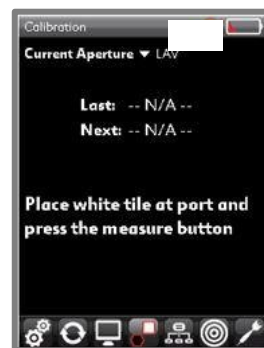 Calibration
Current Aperture ▼ LAV
Last: -- N/A --
Next: -- N/A --
Place white tile at port and
press the measure button